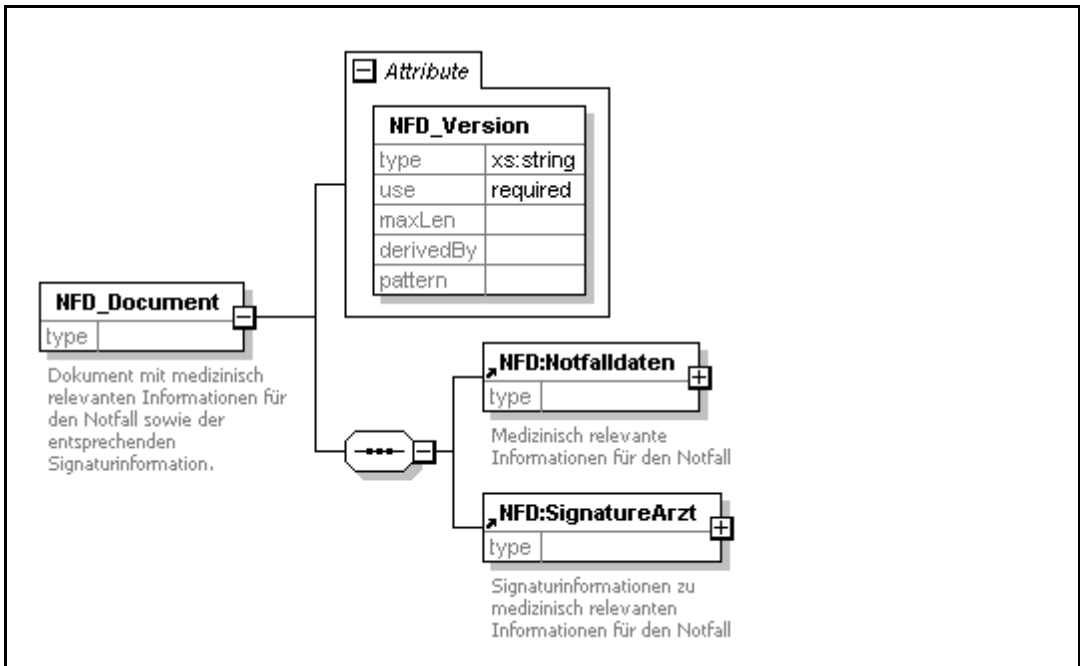 Attribute
NFD_Version
type xs:string
use required
maxLen
derivedBy
pattern
NFD_Document
type
Dokument mit medizinisch
relevanten Informationen für
den Notfall sowie der
entsprechenden
Signaturinformation.
NFD:Notfalldaten
type
Medizinisch relevante
Informationen für den Notfall
NFD:SignatureArzt
type
Signaturinformationen zu
medizinisch relevanten
Informationen für den Notfall